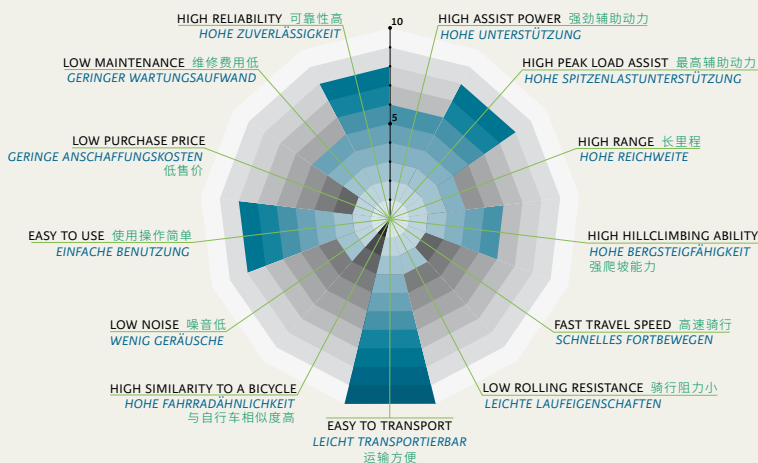 10
5
HIGH RELIABILITY 可靠性高
HOHE ZUVERLÄSSIGKEIT
HIGH ASSIST POWER 强劲辅助动力
HOHE UNTERSTÜTZUNG
LOW MAINTENANCE 维修费用低
GERINGER WARTUNGSAUFWAND
HIGH PEAK LOAD ASSIST 最高辅助动力
HOHE SPITZENLASTUNTERSTÜTZUNG
LOW PURCHASE PRICE
GERINGE ANSCHAFFUNGSKOSTEN
低售价
HIGH RANGE 长里程
HOHE REICHWEITE
EASY TO USE 使用操作简单
EINFACHE BENUTZUNG
HIGH HILLCLIMBING ABILITY
HOHE BERGSTEIGFÄHIGKEIT
强爬坡能力
LOW NOISE 噪音低
WENIG GERÄUSCHE
FAST TRAVEL SPEED 高速骑行
SCHNELLES FORTBEWEGEN
HIGH SIMILARITY TO A BICYCLE
HOHE FAHRRADÄHNLICHKEIT
与自行车相似度高
LOW ROLLING RESISTANCE 骑行阻力小
LEICHTE LAUFEIGENSCHAFTEN
EASY TO TRANSPORT
LEICHT TRANSPORTIERBAR
运输方便